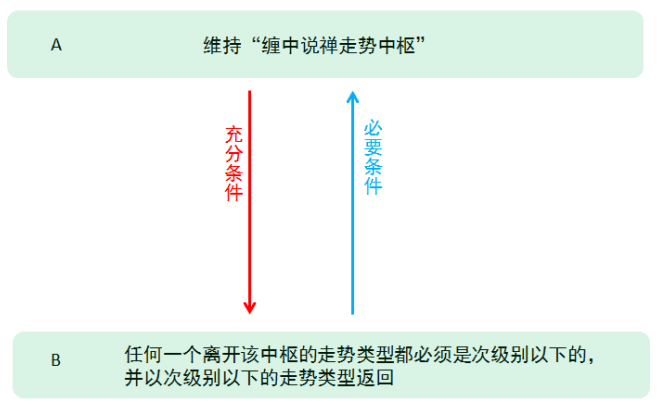 A
维持“缠中说禅走势中枢”
充分条件
必要条件
B
任何一个离开该中枢的走势类型都必须是次级别以下的，
并以次级别以下的走势类型返回